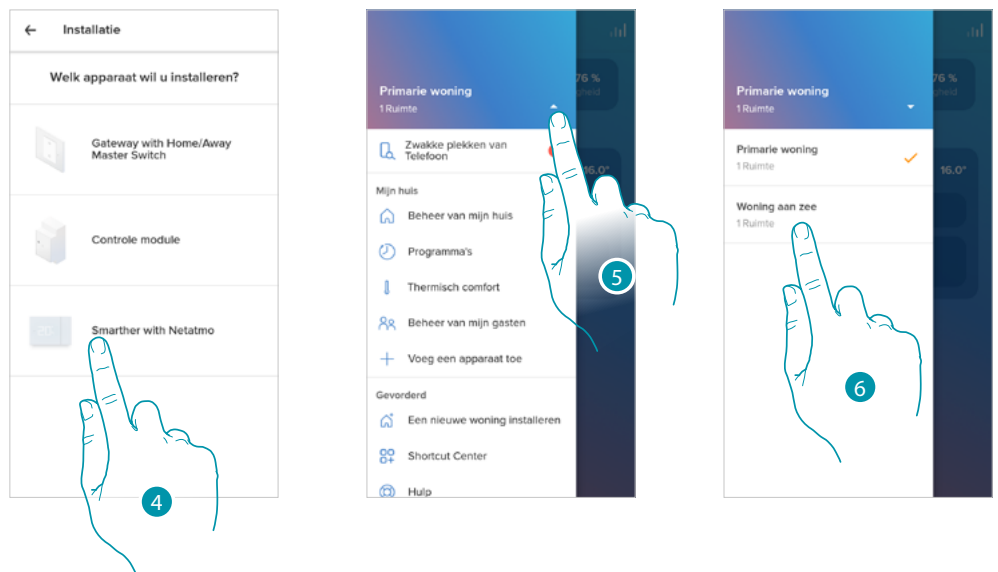 Installatie
Welk apparaat wil u installeren?
Gateway with Home/Away
Master Switch
Controle module
Smarther with Netatmo
4
Primarie woning
1 Ruimte
Zwakke plekken van
Telefoon
Mijn huis
Beheer van mijn huis
Programma's
Thermisch comfort
Beheer van mijn gasten
Voeg een apparaat toe
Gevorderd
Een nieuwe woning installeren
Shortcut Center
Hulp
76 %
16.0°
5
Primarie woning
1 Ruimte
Primarie woning
1 Ruimte
Woning aan zee
1 Ruimte
76 %
16.0°
6